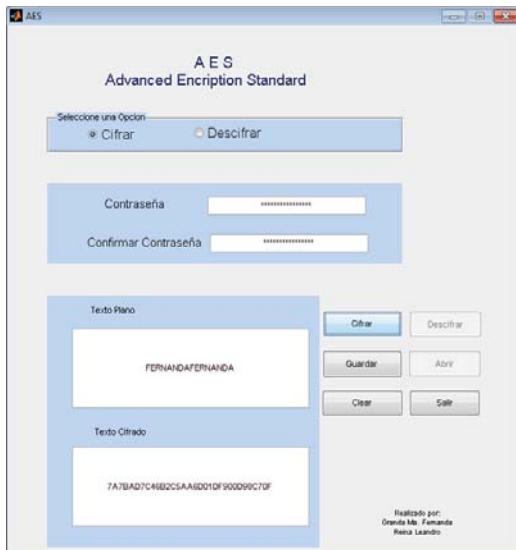 AES
A E S
Advanced Encription Standard
Seleccione una Opcion
Cifrar
Descifrar
Contraseña
****************
Confirmar Contraseña
****************
Texto Plano
FERNANDAFERNANDA
Cifrar
Descifrar
Guardar
Abrir
Clear
Salir
Texto Cifrado
7A7BAD7C46B2C5AA6D01DF900D98C70F
Realizado por:
Granda Ma. Fernanda
Reina Leandro